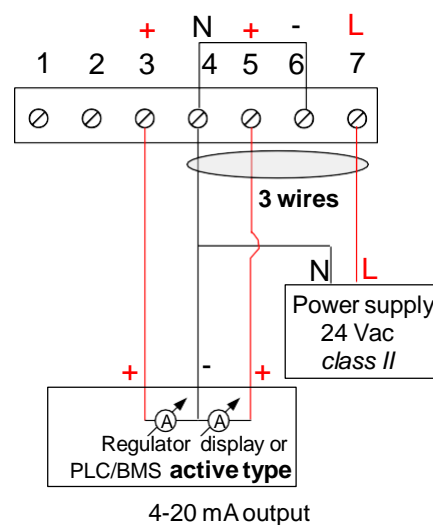 + N + - L
1 2 3 4 5 6 7
3 wires
N L
Power supply
24 Vac
class II
+ - +
A A
Regulator display or
PLC/BMS active type
4-20 mA output